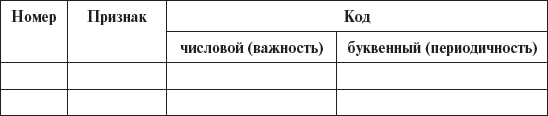 Номер Признак Код
числовой (важность) буквенный (периодичность)